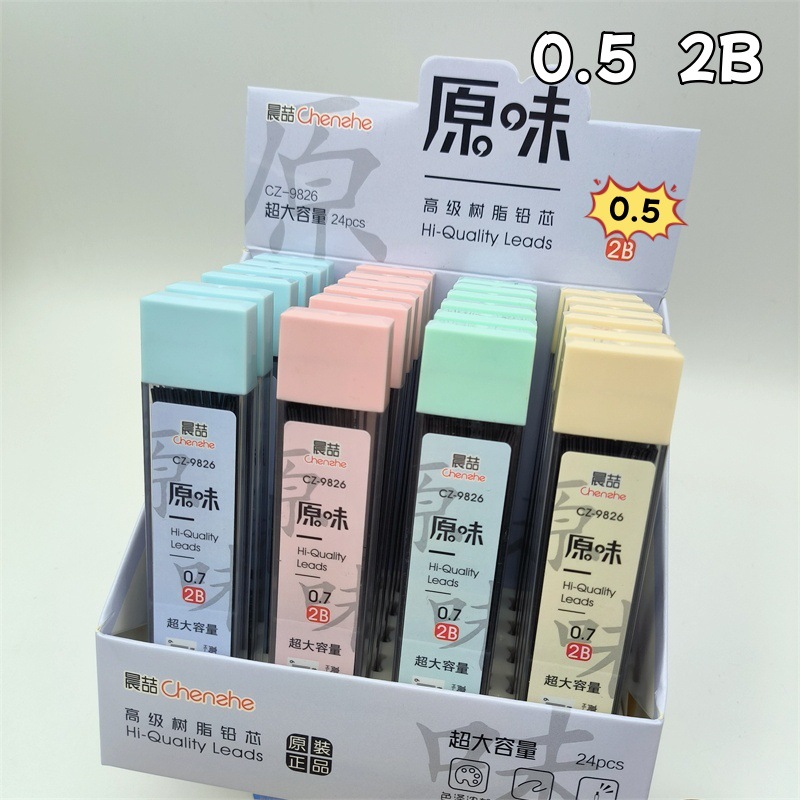 0.5 2B
晨喆Chenzhe
原味
CZ-9826
超大容量 24pcs
高级树脂铅芯
Hi-Quality Leads
0.5
2B
原
晨喆
Chenzhe
CZ-9826
原味
Hi-Quality
Leads
0.7
2B
超大容量
晨喆
Chenzhe
CZ-9826
原味
Hi-Quality
Leads
0.7
2B
超大容量
晨喆
Chenzhe
CZ-9826
原味
Hi-Quality
Leads
0.7
2B
超大容量
晨喆
Chenzhe
CZ-9826
原味
Hi-Quality
Leads
0.7
2B
超大容量
晨喆Chenzhe
高级树脂铅芯
Hi-Quality Leads
原装
正品
超大容量
24pcs
味